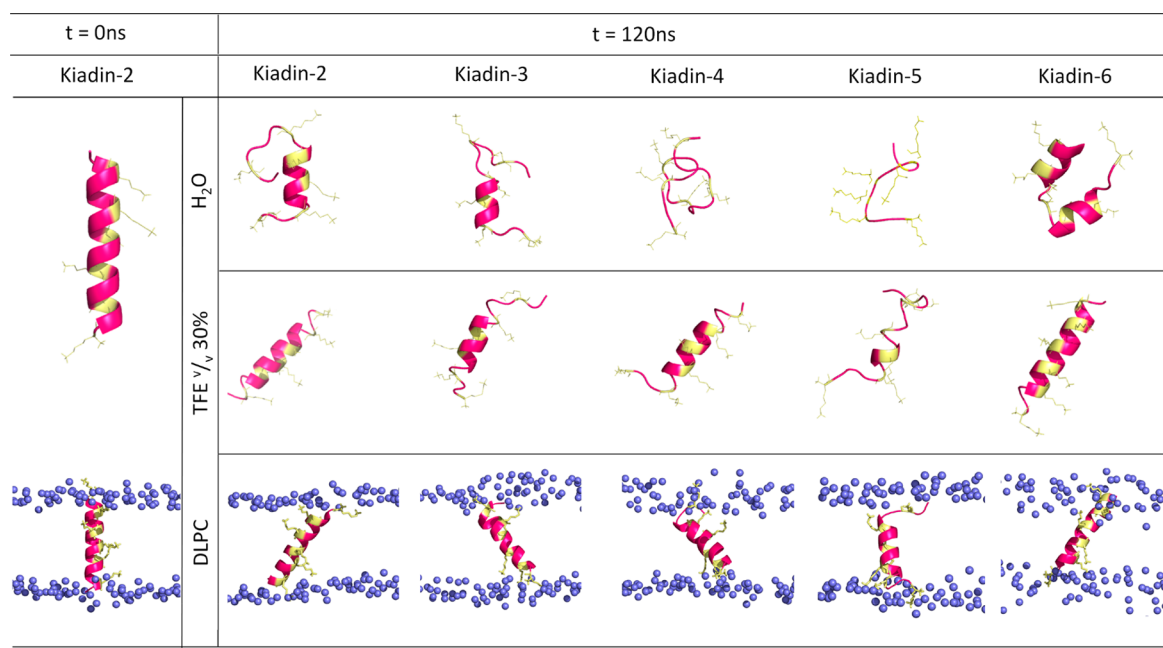 t = 0ns
t = 120ns
Kiadin-2
Kiadin-2
Kiadin-3
Kiadin-4
Kiadin-5
Kiadin-6
H₂O
TFE ᵛ/ᵥ 30%
DLPC